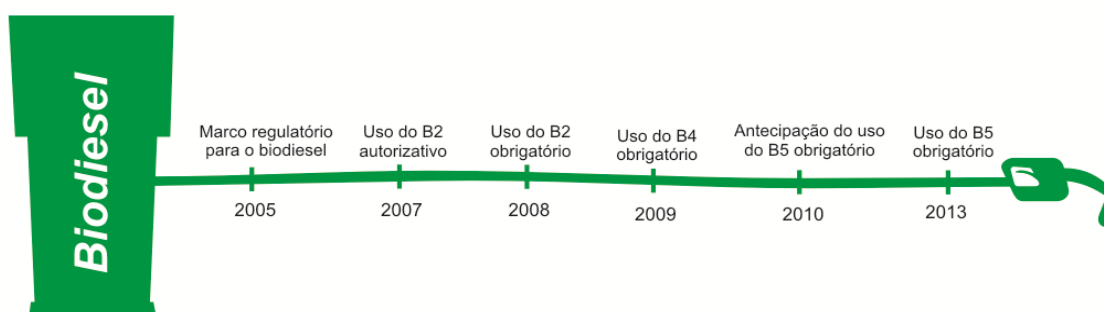 Biodiesel
Marco regulatório
para o biodiesel
2005
Uso do B2
autorizativo
2007
Uso do B2
obrigatório
2008
Uso do B4
obrigatório
2009
Antecipação do uso
do B5 obrigatório
2010
Uso do B5
obrigatório
2013